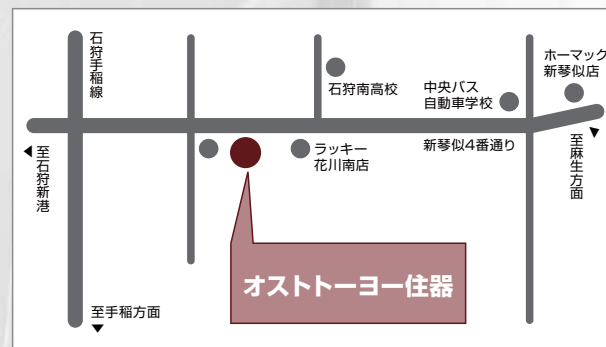 石狩手稲線
石狩南高校
中央バス
自動車学校
ホーマック
新琴似店
至石狩新港
ラッキー
花川南店
新琴似4番通り
至麻生方面
オストトーヨー住器
至手稲方面